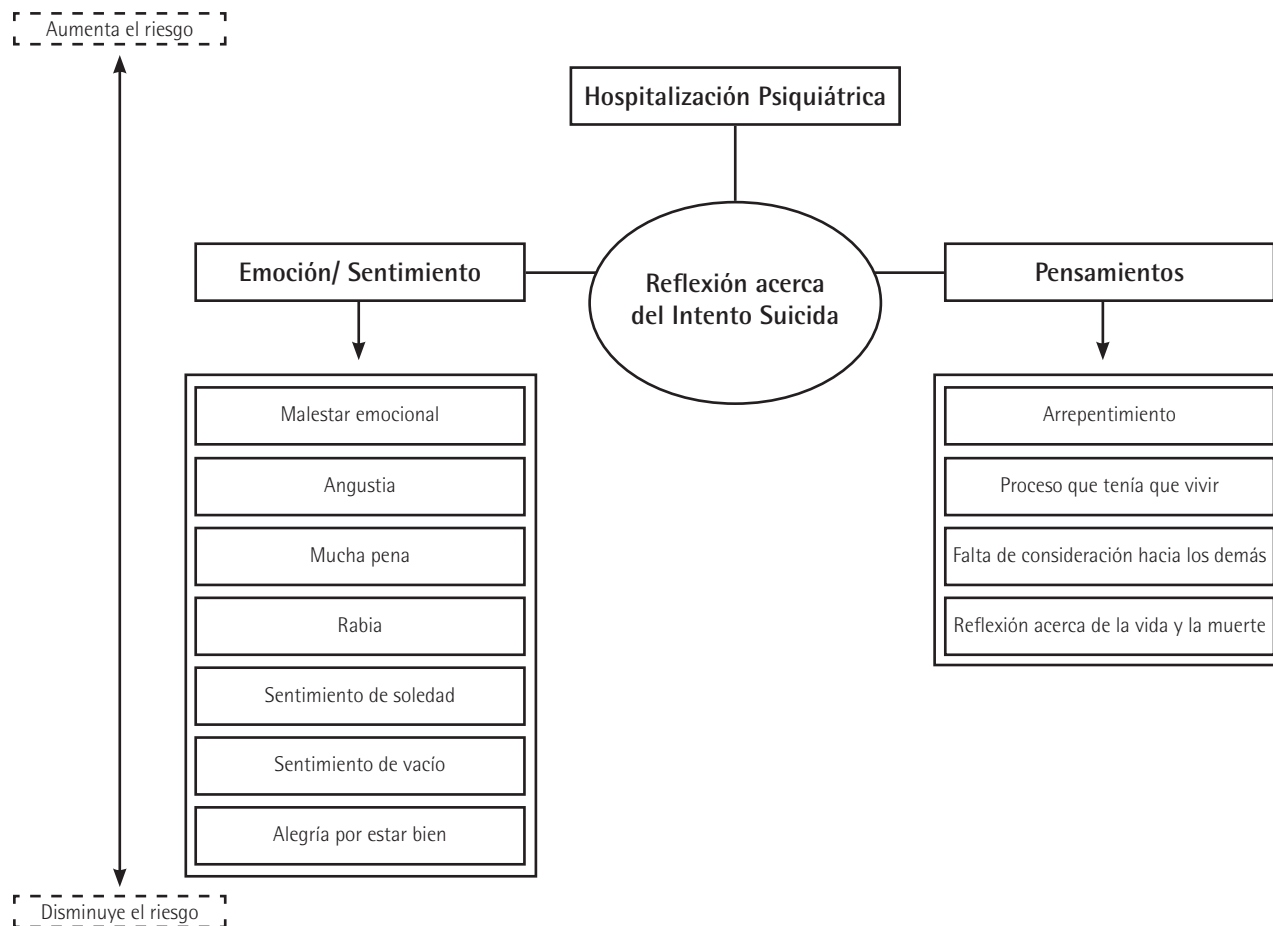 Aumenta el riesgo
Hospitalización Psiquiátrica
Emoción/ Sentimiento
Reflexión acerca
del Intento Suicida
Pensamientos
Malestar emocional
Angustia
Mucha pena
Rabia
Sentimiento de soledad
Sentimiento de vacío
Alegría por estar bien
Arrepentimiento
Proceso que tenía que vivir
Falta de consideración hacia los demás
Reflexión acerca de la vida y la muerte
Disminuye el riesgo